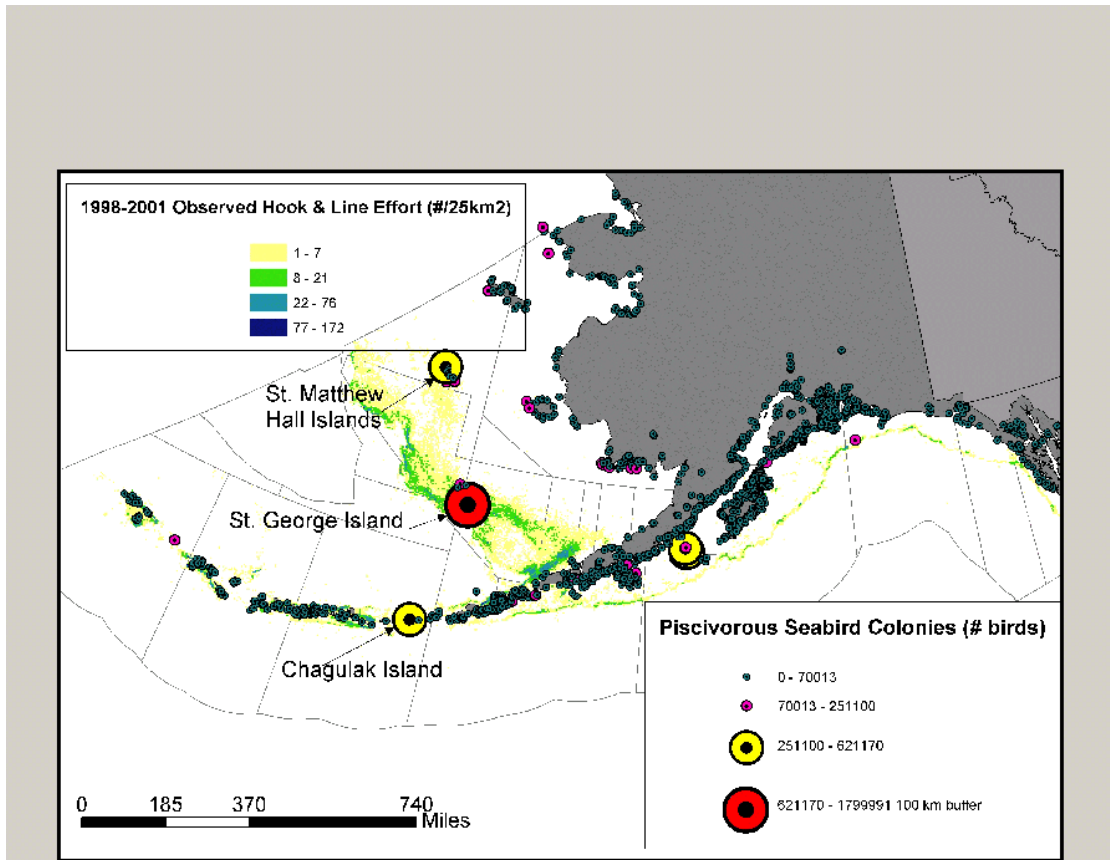 1998-2001 Observed Hook & Line Effort (#/25km2)
1 - 7
8 - 21
22 - 76
77 - 172
St. Matthew
Hall Islands
St. George Island
Chagulak Island
Piscivorous Seabird Colonies (# birds)
0 - 70013
70013 - 251100
251100 - 621170
621170 - 1799991 100 km buffer
0 185 370 740
Miles